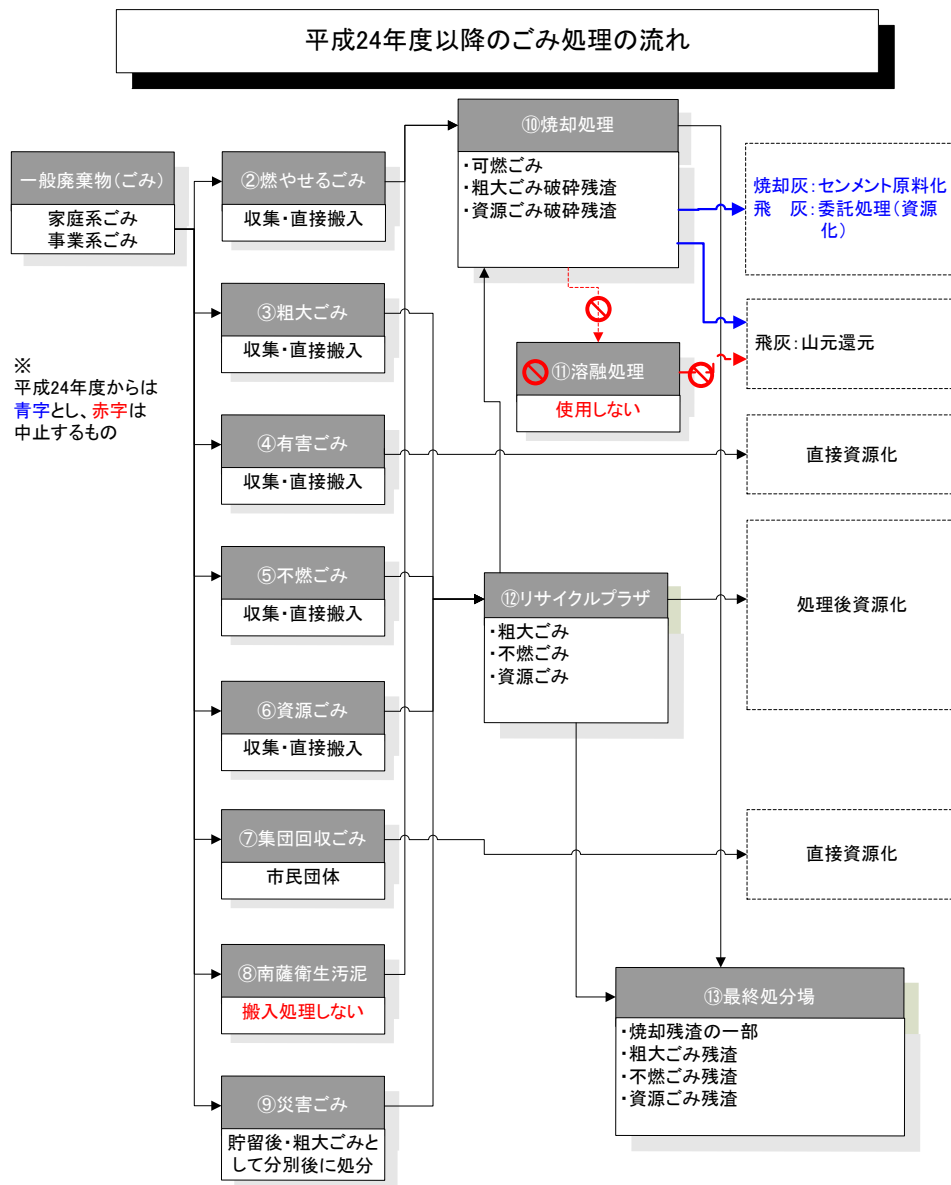 平成24年度以降のごみ処理の流れ
一般廃棄物(ごみ)
家庭系ごみ
事業系ごみ
※
平成24年度からは
青字とし、赤字は
中止するもの
②燃やせるごみ
収集・直接搬入
③粗大ごみ
収集・直接搬入
④有害ごみ
収集・直接搬入
⑤不燃ごみ
収集・直接搬入
⑥資源ごみ
収集・直接搬入
⑦集団回収ごみ
市民団体
⑧南薩衛生汚泥
搬入処理しない
⑨災害ごみ
貯留後・粗大ごみと
して分別後に処分
⑩焼却処理
・可燃ごみ
・粗大ごみ破砕残渣
・資源ごみ破砕残渣
⑪溶融処理
使用しない
⑫リサイクルプラザ
・粗大ごみ
・不燃ごみ
・資源ごみ
⑬最終処分場
・焼却残渣の一部
・粗大ごみ残渣
・不燃ごみ残渣
・資源ごみ残渣
焼却灰:センメント原料化
飛　灰:委託処理(資源
化)
飛灰:山元還元
直接資源化
処理後資源化
直接資源化